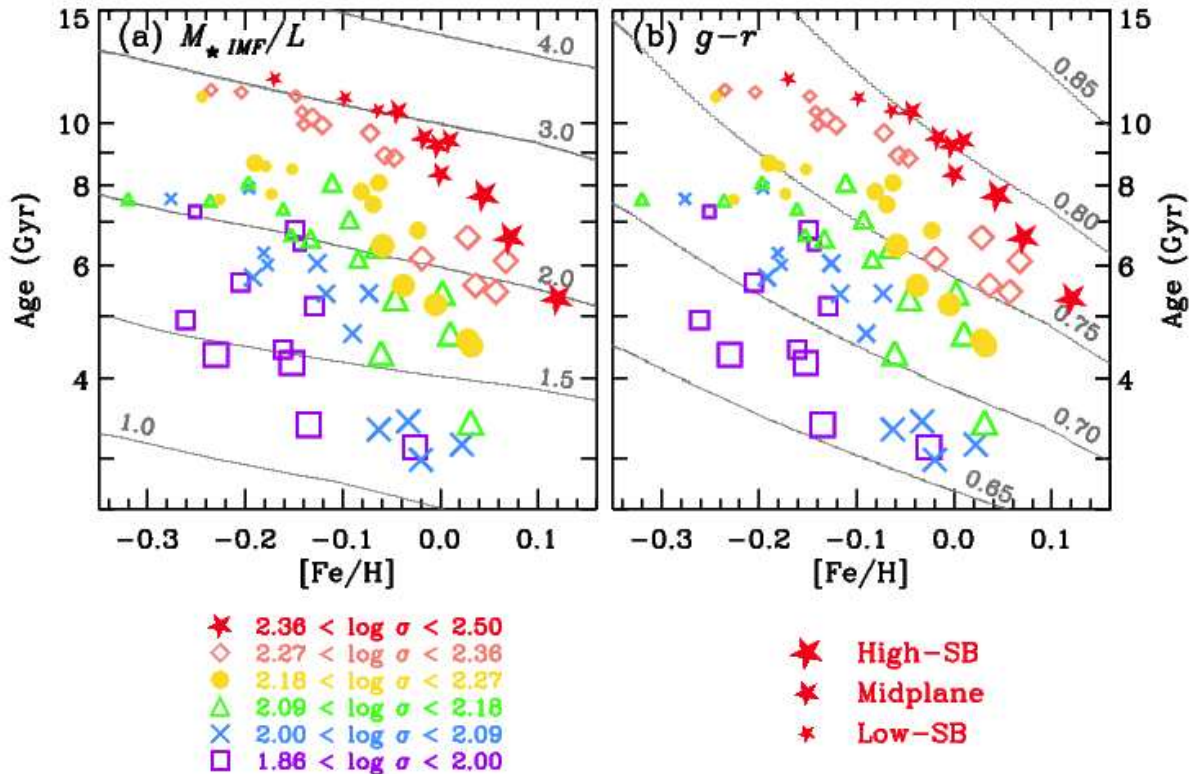 (a) M★ IMF/L
(b) g−r
15
10
8
6
4
Age (Gyr)
4.0
3.0
2.0
1.5
1.0
0.85
0.80
0.75
0.70
0.65
15
10
8
6
4
Age (Gyr)
−0.3 −0.2 −0.1 0.0 0.1
−0.3 −0.2 −0.1 0.0 0.1
[Fe/H]
[Fe/H]
2.36 < log σ < 2.50
2.27 < log σ < 2.36
2.18 < log σ < 2.27
2.09 < log σ < 2.18
2.00 < log σ < 2.09
1.86 < log σ < 2.00
High−SB
Midplane
Low−SB